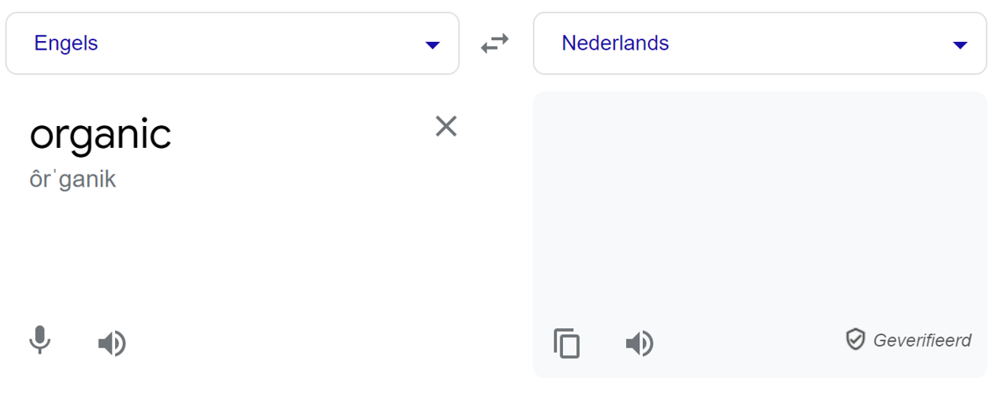 Engels
Nederlands
organic
ôrˈganik
Geverifieerd